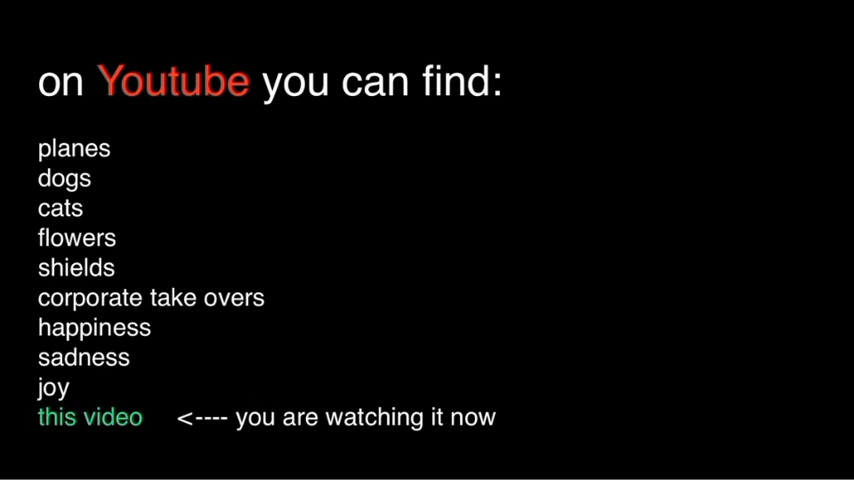 on Youtube you can find:
planes
dogs
cats
flowers
shields
corporate take overs
happiness
sadness
joy
this video <---- you are watching it now